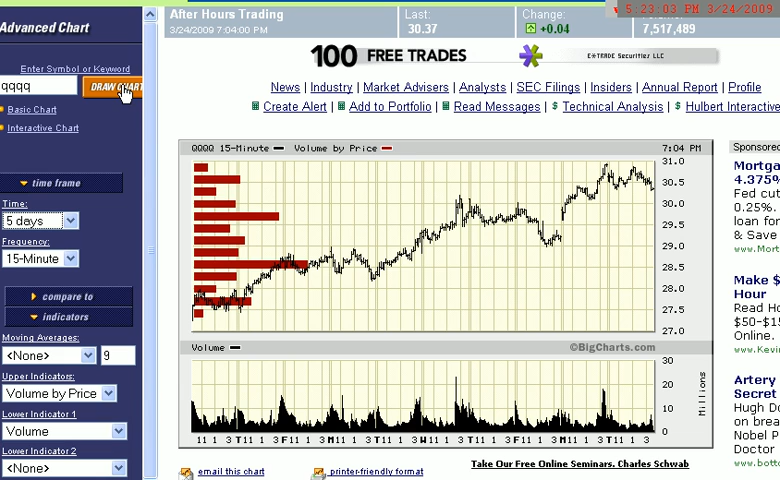 5:23:03 PM 3/24/2009
Advanced Chart
After Hours Trading
3/24/2009 7:04:00 PM
Last:
30.37
Change:
+0.04
7,517,489
100 FREE TRADES
E*TRADE Securities LLC
Enter Symbol or Keyword
qqqq
DRAW CHART
Basic Chart
Interactive Chart
News | Industry | Market Advisers | Analysts | SEC Filings | Insiders | Annual Report | Profile
Create Alert | Add to Portfolio | Read Messages | $ Technical Analysis | $ Hulbert Interactive
time frame
Time:
5 days
Frequency:
15-Minute
compare to
indicators
Moving Averages:
<None> 9
Upper Indicators:
Volume by Price
Lower Indicator 1
Volume
Lower Indicator 2
<None>
QQQQ 15-Minute Volume by Price 7:04 PM
31.0
30.5
30.0
29.5
29.0
28.5
28.0
27.5
27.0
Volume ©BigCharts.com
30
20
10
0
Millions
11 1 3 T 11 1 3 F 11 1 3 M 11 1 3 T 11 1 3 W 11 1 3 T 11 1 3 F 11 1 3 M 11 1 3 T 11 1 3
email this chart
printer-friendly format
Take Our Free Online Seminars. Charles Schwab
Sponsored
Mortga
4.375%
Fed cut
0.25%.
loan for
& Save
www.Mort
Make $
Hour
Read Ho
$50-$15
Online.
www.Kevin
Artery
Secret
Hugh Do
on brea
Nobel P
Doctor
www.botto